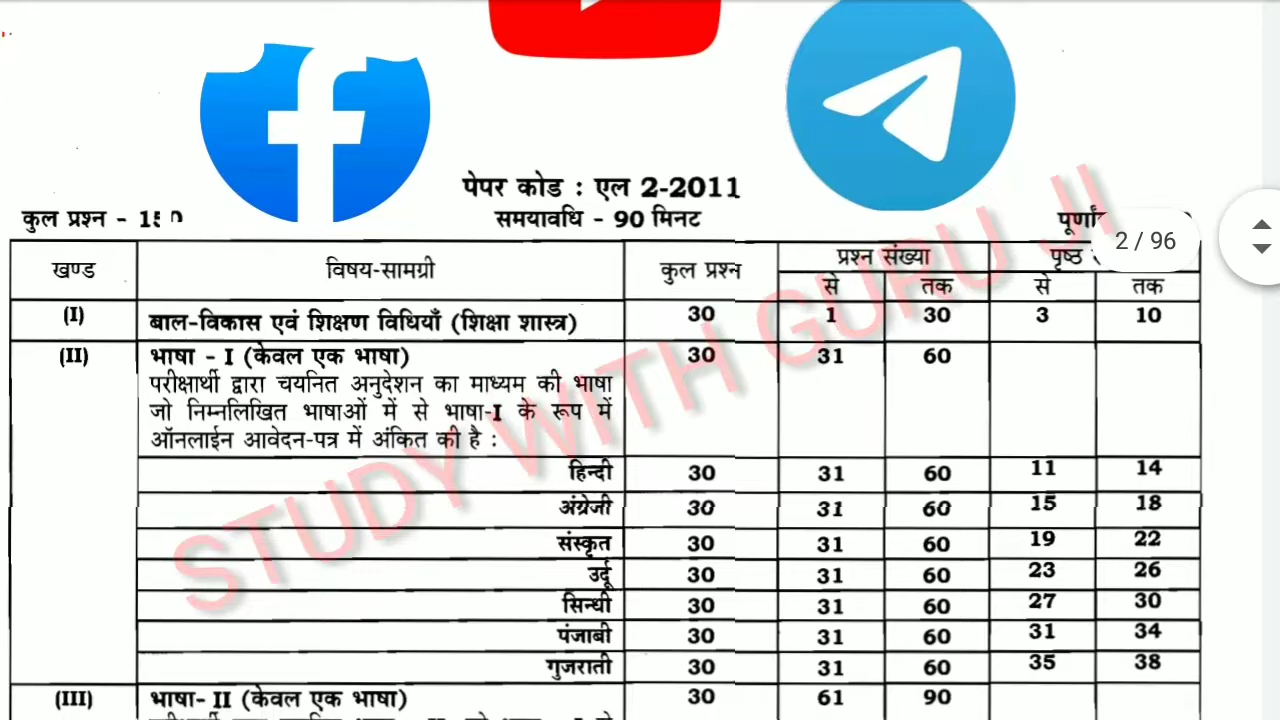 पेपर कोड : एल 2-2011
कुल प्रश्न - 150 समयावधि - 90 मिनट
2 / 96
खण्ड विषय-सामग्री कुल प्रश्न प्रश्न संख्या पृष्ठ
से तक से तक
(I) बाल-विकास एवं शिक्षण विधियाँ (शिक्षा शास्त्र) 30 1 30 3 10
(II) भाषा - I (केवल एक भाषा) 30 31 60
परीक्षार्थी द्वारा चयनित अनुदेशन का माध्यम की भाषा
जो निम्नलिखित भाषाओं में से भाषा-I के रूप में
ऑनलाईन आवेदन-पत्र में अंकित की है :
हिन्दी 30 31 60 11 14
अंग्रेजी 30 31 60 15 18
संस्कृत 30 31 60 19 22
उर्दू 30 31 60 23 26
सिन्धी 30 31 60 27 30
पंजाबी 30 31 60 31 34
गुजराती 30 31 60 35 38
(III) भाषा- II (केवल एक भाषा) 30 61 90
STUDY WITH GURU JI